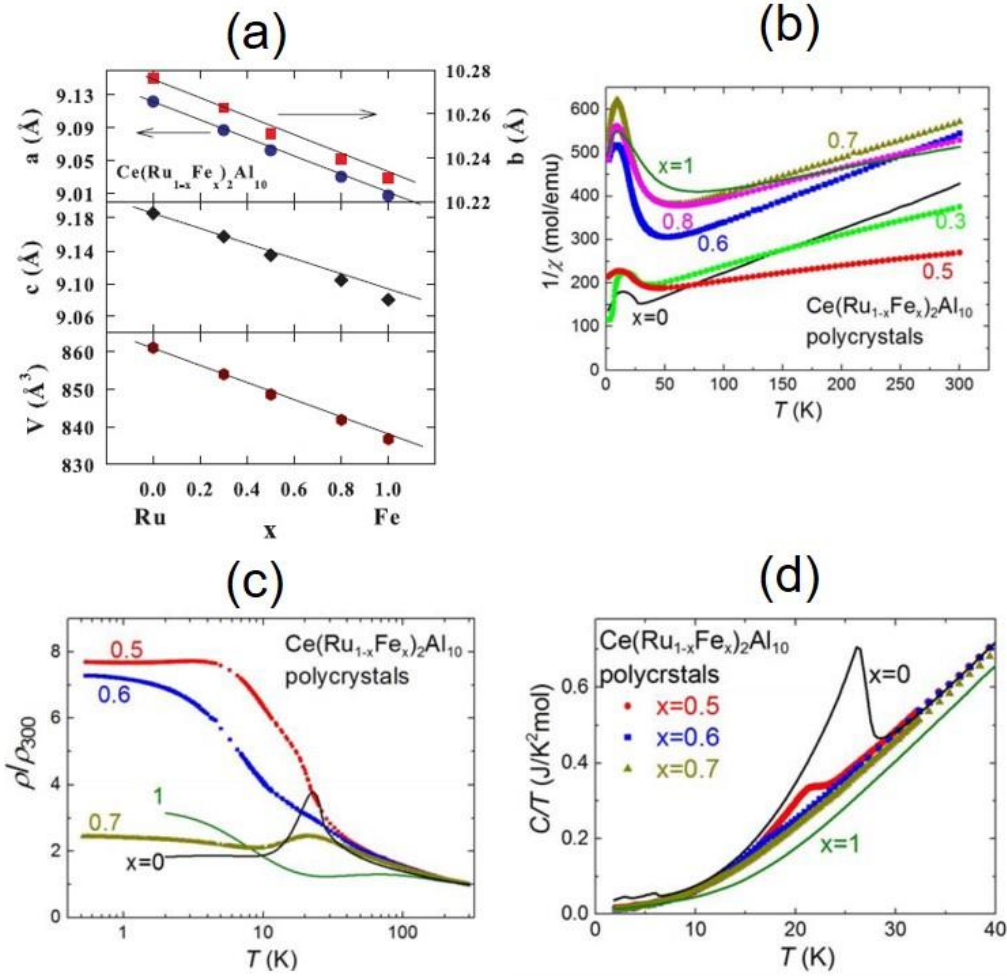 (a)
10.28
10.26
10.24
10.22
b (Å)
9.13
9.09
9.05
9.01
a (Å)
Ce(Ru1-xFex)2Al10
9.18
9.14
9.10
9.06
c (Å)
860
850
840
830
V (Å3)
0.0 0.2 0.4 0.6 0.8 1.0
Ru x Fe
(b)
600
500
400
300
200
100
0
1/χ (mol/emu)
0.7
x=1
0.8
0.6
0.3
0.5
x=0
Ce(Ru1-xFex)2Al10
polycrystals
0 50 100 150 200 250 300
T (K)
(c)
8
6
4
2
0
ρ/ρ300
0.5
0.6
1
0.7
x=0
Ce(Ru1-xFex)2Al10
polycrystals
1 10 100
T (K)
(d)
0.6
0.4
0.2
0.0
C/T (J/K2mol)
Ce(Ru1-xFex)2Al10
polycrstals
x=0
x=0.5
x=0.6
x=0.7
x=1
0 10 20 30 40
T (K)